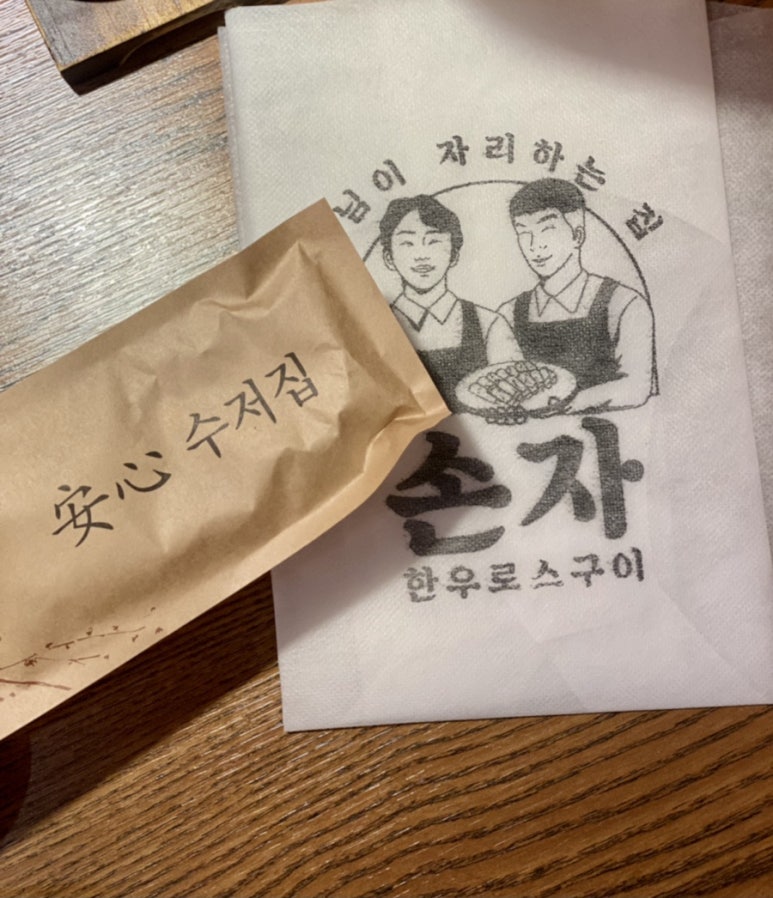 자리하는 집
손자
한우로스구이
安心 수저집